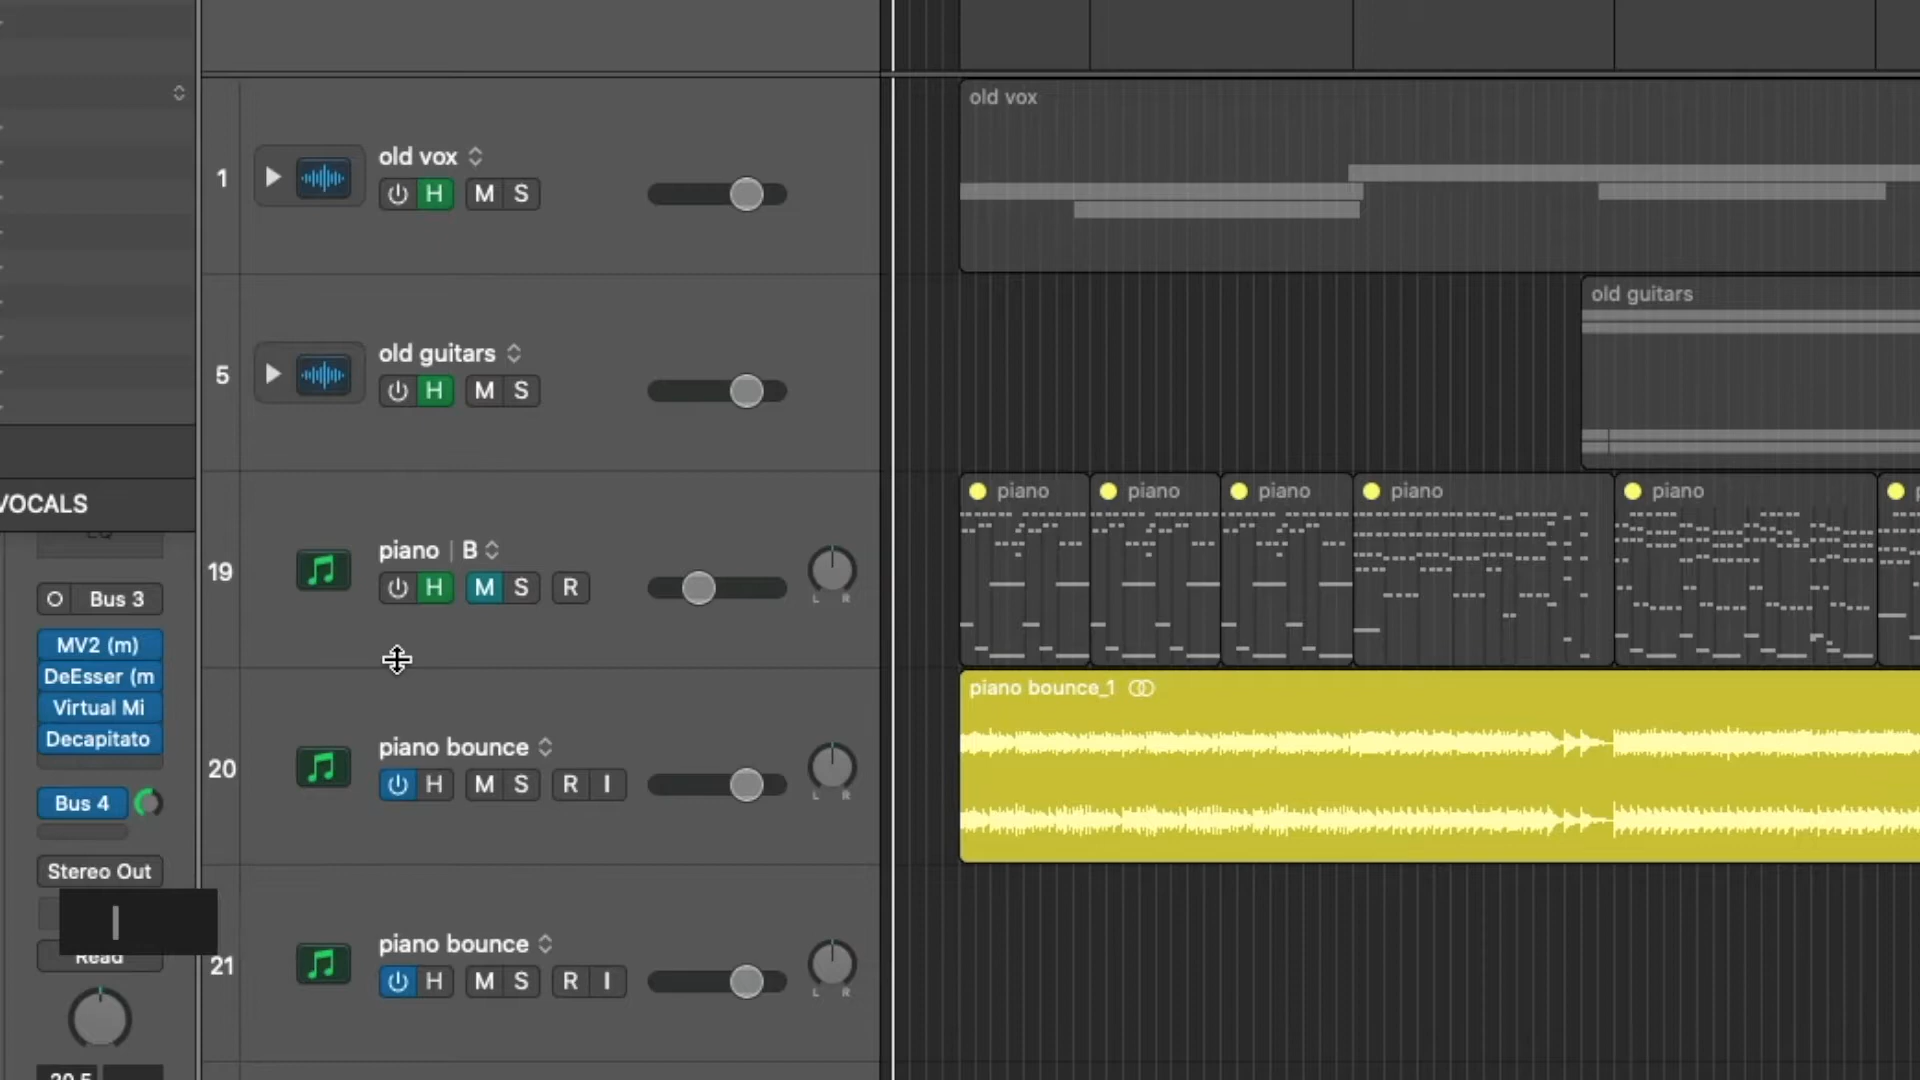 old vox
1
old vox
H M S
old guitars
5
old guitars
H M S
piano piano piano piano piano
VOCALS
19
piano | B
H M S R
L R
Bus 3
MV2 (m)
DeEsser (m
Virtual Mi
Decapitato
piano bounce_1
20
piano bounce
H M S R I
L R
Bus 4
Stereo Out
Read
21
piano bounce
H M S R I
L R